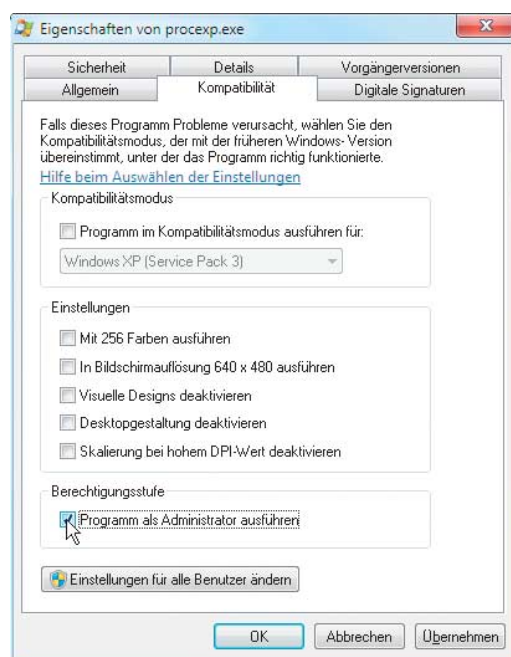 Eigenschaften von procexp.exe
Sicherheit Details Vorgängerversionen
Allgemein Kompatibilität Digitale Signaturen
Falls dieses Programm Probleme verursacht, wählen Sie den
Kompatibilitätsmodus, der mit der früheren Windows-Version
übereinstimmt, unter der das Programm richtig funktionierte.
Hilfe beim Auswählen der Einstellungen
Kompatibilitätsmodus
Programm im Kompatibilitätsmodus ausführen für:
Windows XP (Service Pack 3)
Einstellungen
Mit 256 Farben ausführen
In Bildschirmauflösung 640 x 480 ausführen
Visuelle Designs deaktivieren
Desktopgestaltung deaktivieren
Skalierung bei hohem DPI-Wert deaktivieren
Berechtigungsstufe
Programm als Administrator ausführen
Einstellungen für alle Benutzer ändern
OK Abbrechen Übernehmen